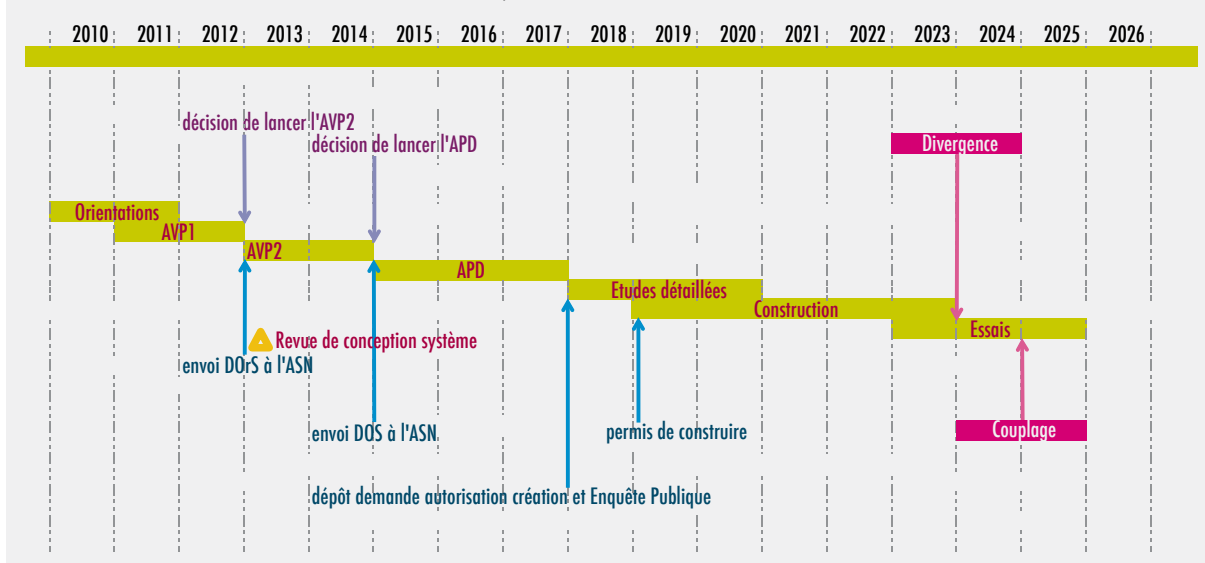 2010 2011 2012 2013 2014 2015 2016 2017 2018 2019 2020 2021 2022 2023 2024 2025 2026
décision de lancer l'AVP2
décision de lancer l'APD
Divergence
Orientations
AVP1
AVP2
APD
Etudes détaillées
Construction
Essais
Revue de conception système
envoi DOrS à l'ASN
envoi DOS à l'ASN
permis de construire
Couplage
dépôt demande autorisation création et Enquête Publique